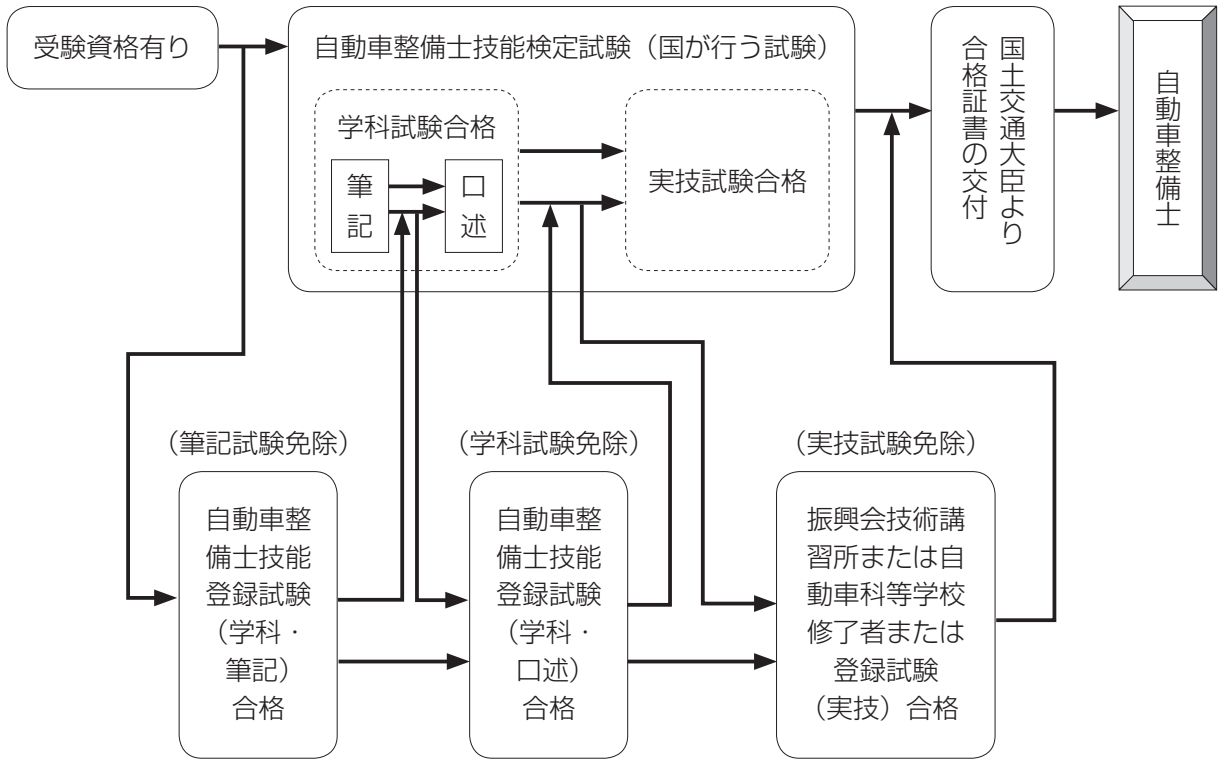 受験資格有り
自動車整備士技能検定試験（国が行う試験）
学科試験合格
筆記
口述
実技試験合格
国土交通大臣より
合格証書の交付
自動車整備士
（筆記試験免除）
自動車整
備士技能
登録試験
（学科・
筆記）
合格
（学科試験免除）
自動車整
備士技能
登録試験
（学科・
口述）
合格
（実技試験免除）
振興会技術講
習所または自
動車科等学校
修了者または
登録試験
（実技）合格